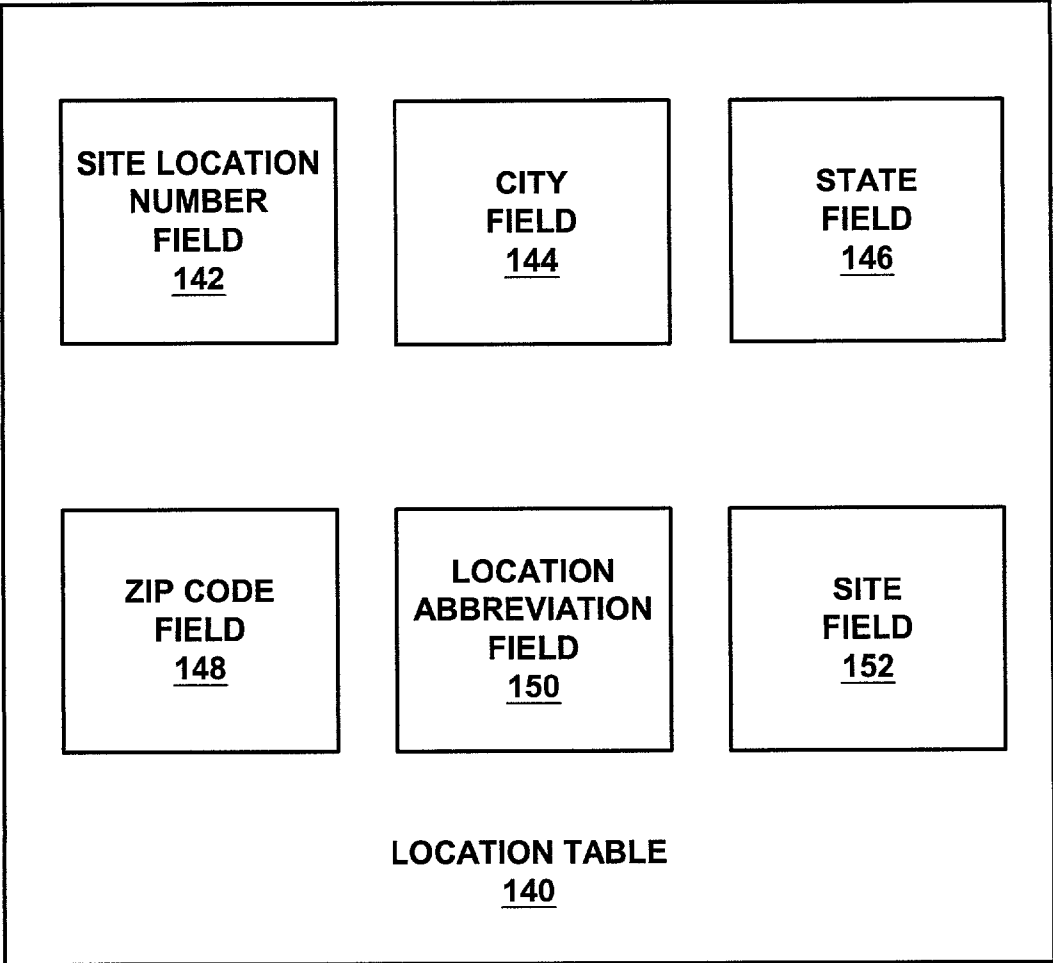 SITE LOCATION
NUMBER
FIELD
142
CITY
FIELD
144
STATE
FIELD
146
ZIP CODE
FIELD
148
LOCATION
ABBREVIATION
FIELD
150
SITE
FIELD
152
LOCATION TABLE
140